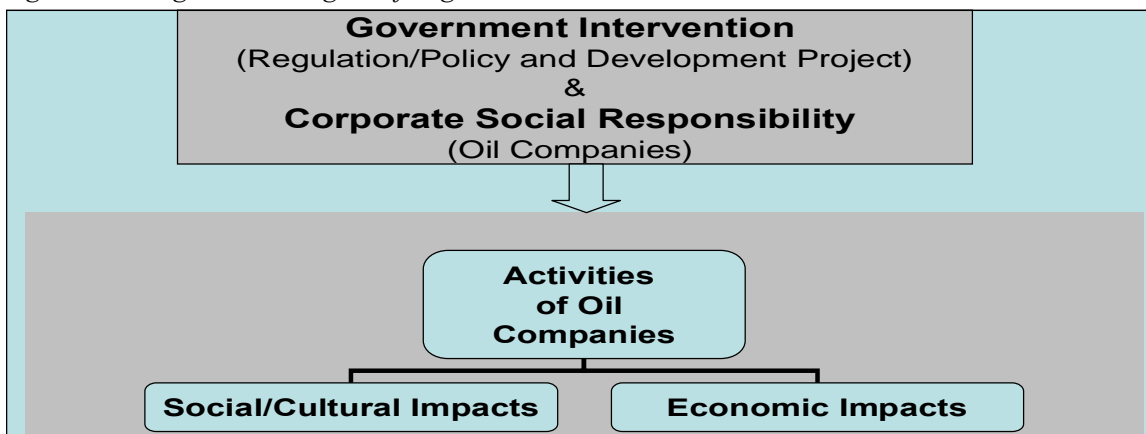 Government Intervention
(Regulation/Policy and Development Project)
&
Corporate Social Responsibility
(Oil Companies)
Activities
of Oil
Companies
Social/Cultural Impacts
Economic Impacts